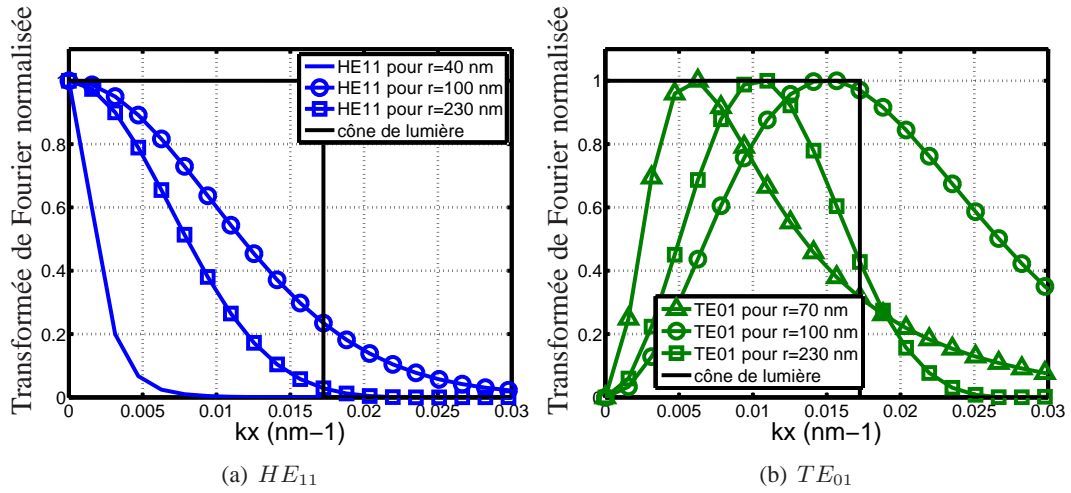 Transformée de Fourier normalisée
1
0.8
0.6
0.4
0.2
0
0
0.005
0.01
0.015
0.02
0.025
0.03
kx (nm−1)
HE11 pour r=40 nm
HE11 pour r=100 nm
HE11 pour r=230 nm
cône de lumière
(a) HE11
Transformée de Fourier normalisée
1
0.8
0.6
0.4
0.2
0
0
0.005
0.01
0.015
0.02
0.025
0.03
kx (nm−1)
TE01 pour r=70 nm
TE01 pour r=100 nm
TE01 pour r=230 nm
cône de lumière
(b) TE01